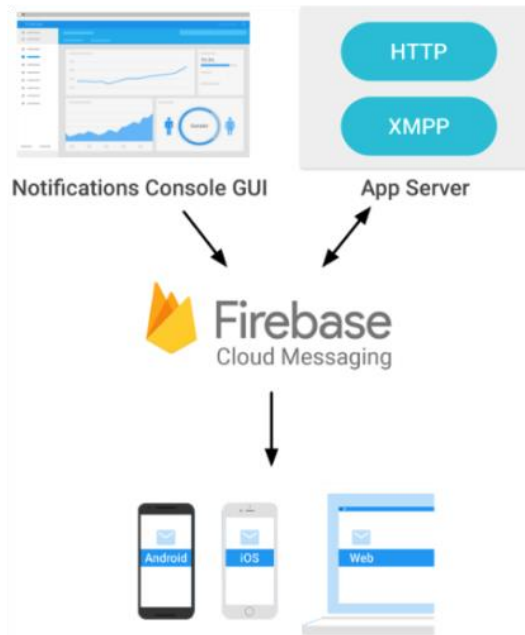 HTTP
XMPP
Notifications Console GUI
App Server
Firebase
Cloud Messaging
Android
iOS
Web